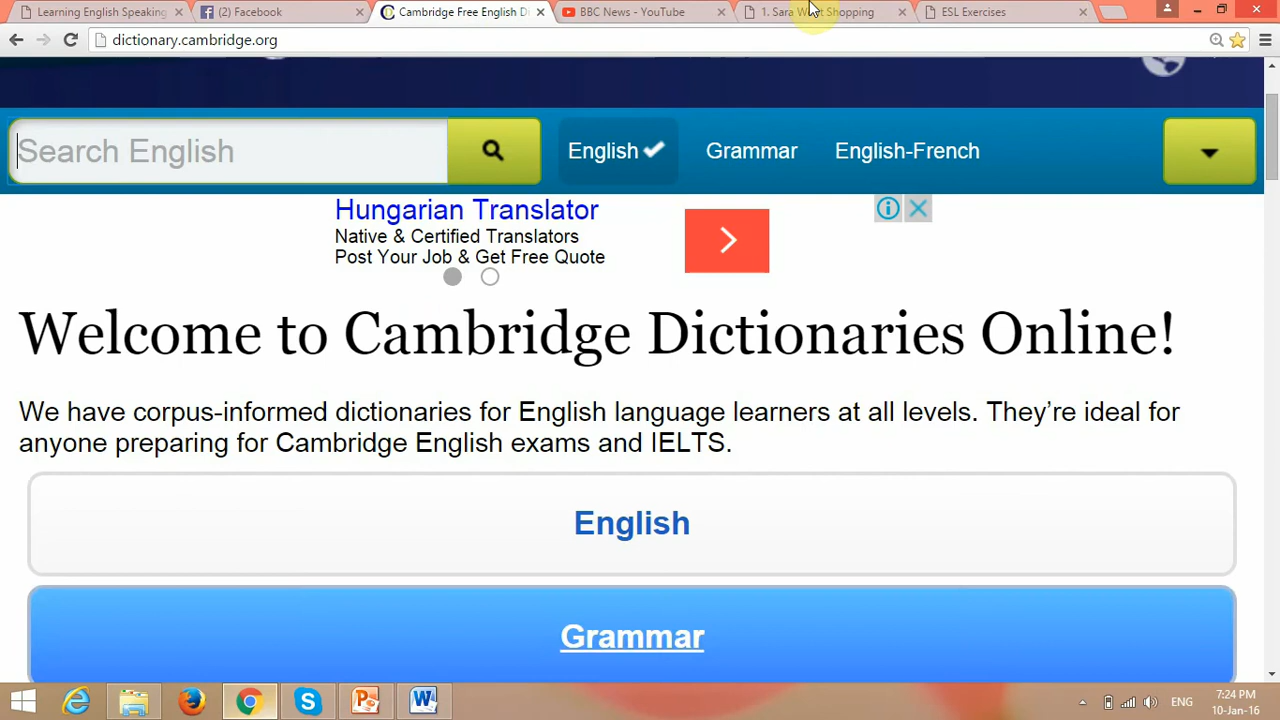 Learning English Speaking
(2) Facebook
Cambridge Free English Di
BBC News - YouTube
1. Sara Went Shopping
ESL Exercises
dictionary.cambridge.org
Search English
English
Grammar
English-French
Hungarian Translator
Native & Certified Translators
Post Your Job & Get Free Quote
Welcome to Cambridge Dictionaries Online!
We have corpus-informed dictionaries for English language learners at all levels. They’re ideal for
anyone preparing for Cambridge English exams and IELTS.
English
Grammar
ENG
7:24 PM
10-Jan-16